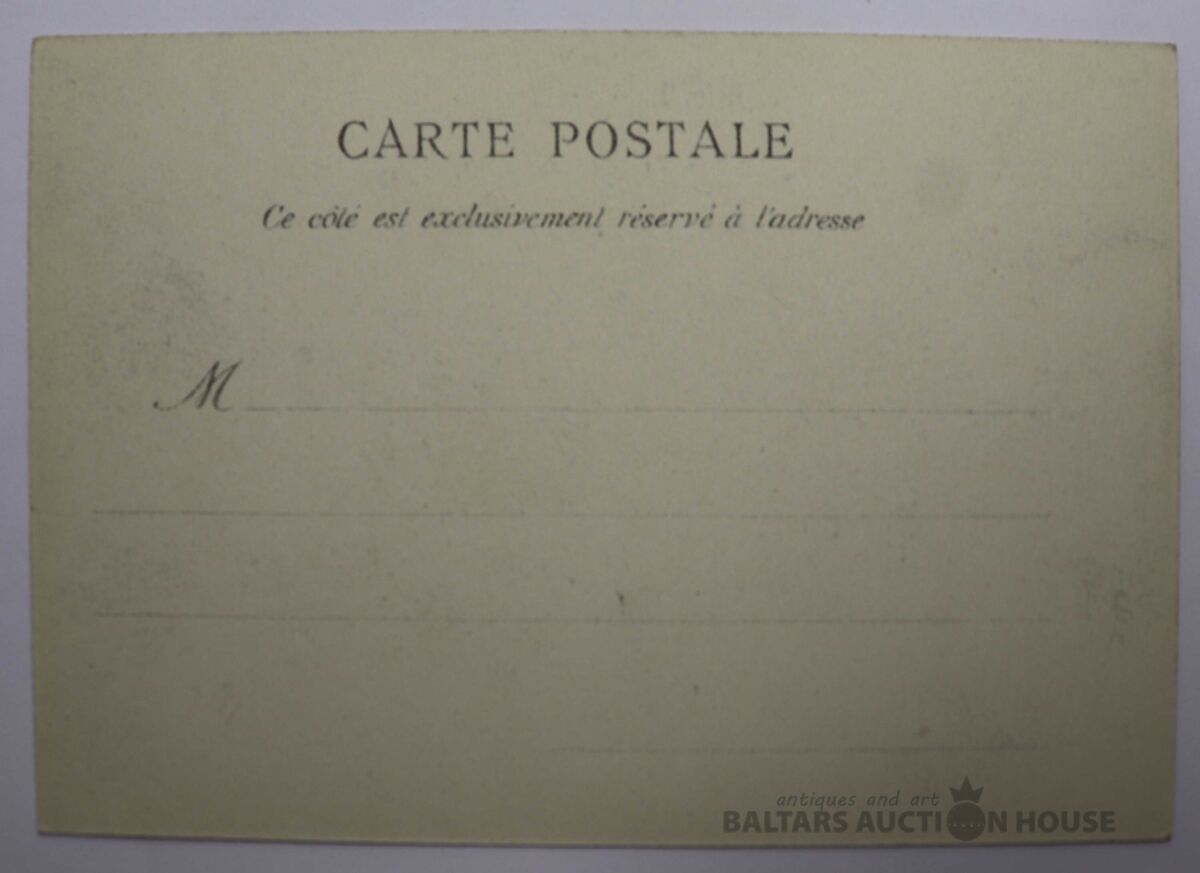 CARTE POSTALE
Ce côté est exclusivement réservé à l'adresse
M
antiques and art
BALTARS AUCTION HOUSE